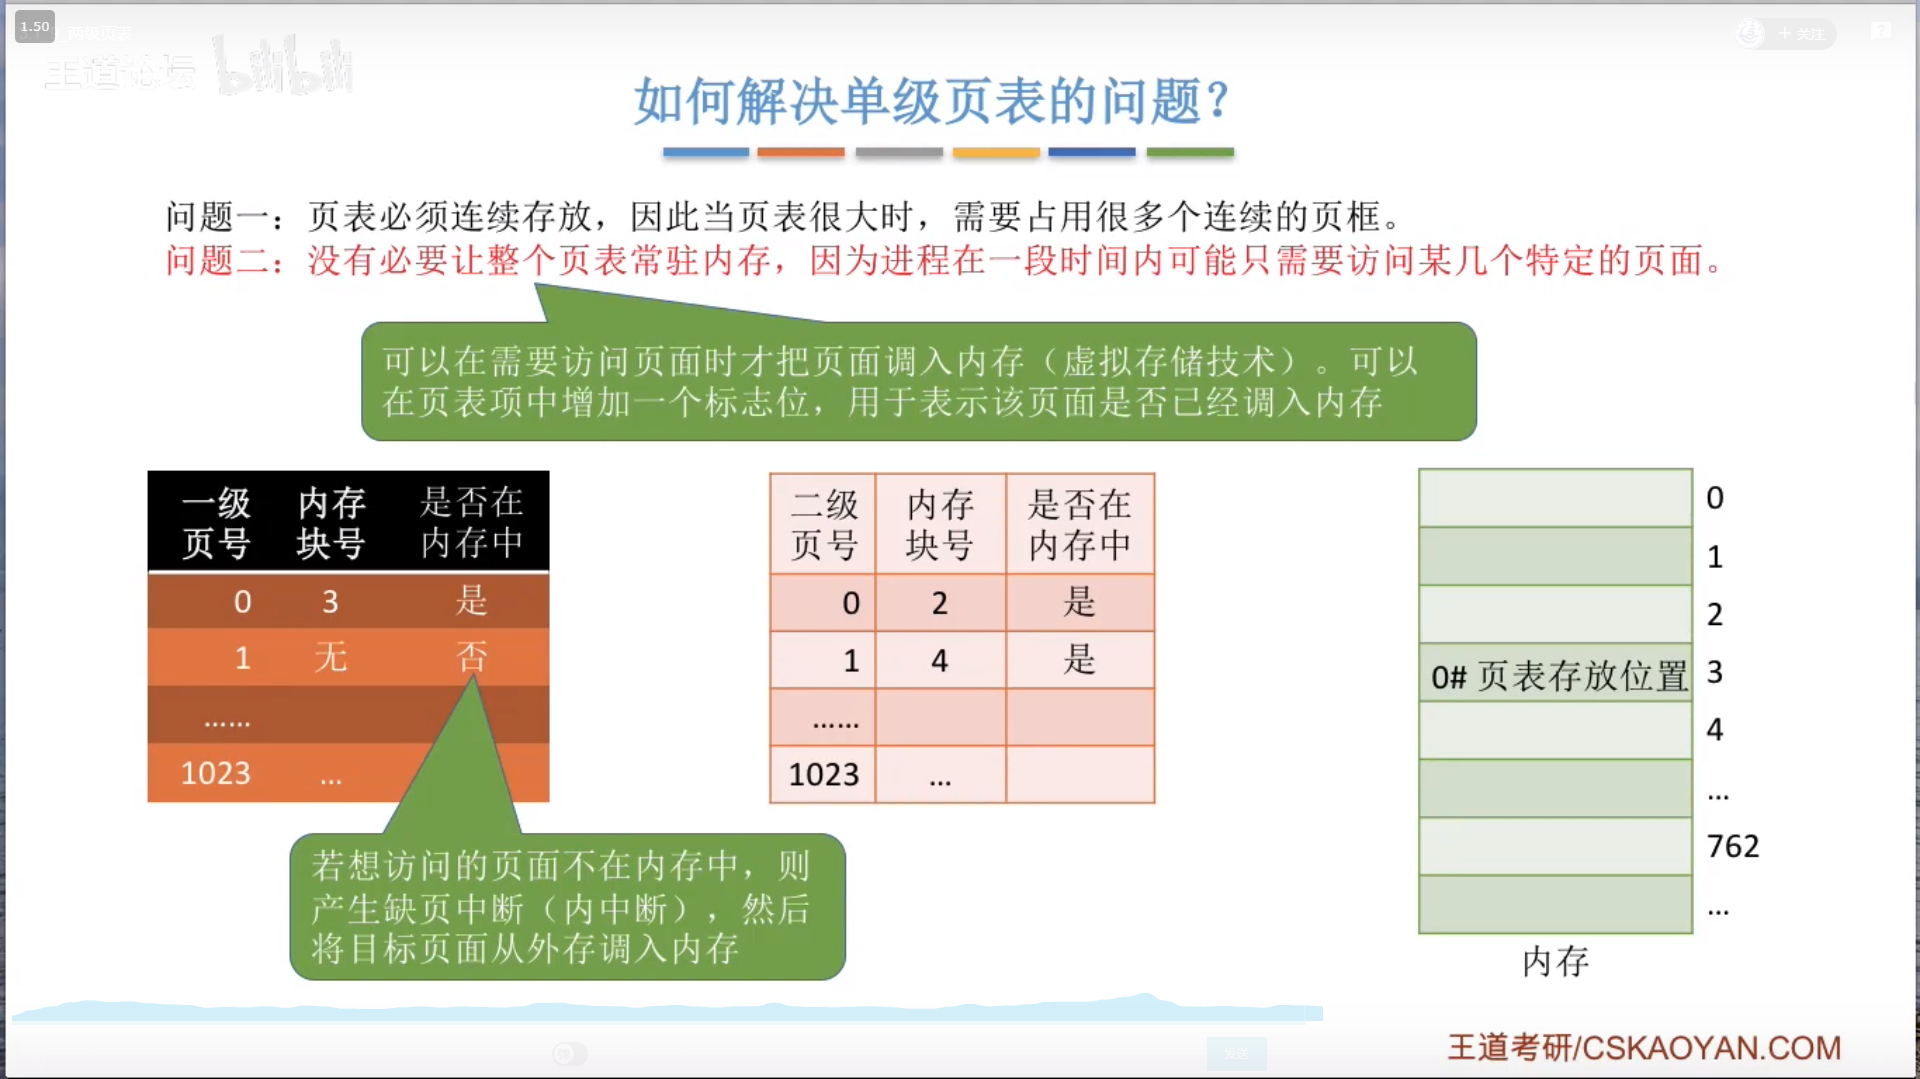 1.50
两级页表
+ 关注
王道论坛 bilibili
如何解决单级页表的问题?
问题一：页表必须连续存放，因此当页表很大时，需要占用很多个连续的页框。
问题二：没有必要让整个页表常驻内存，因为进程在一段时间内可能只需要访问某几个特定的页面。
可以在需要访问页面时才把页面调入内存（虚拟存储技术）。可以
在页表项中增加一个标志位，用于表示该页面是否已经调入内存
一级 内存 是否在
页号 块号 内存中
0 3 是
1 无 否
......
1023 ...
二级 内存 是否在
页号 块号 内存中
0 2 是
1 4 是
......
1023 ...
0
1
2
0# 页表存放位置 3
4
...
762
...
内存
若想访问的页面不在内存中，则
产生缺页中断（内中断），然后
将目标页面从外存调入内存
发送
王道考研/CSKAOYAN.COM